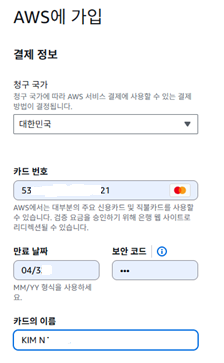 AWS에 가입
결제 정보
청구 국가
청구 국가에 따라 AWS 서비스 결제에 사용할 수 있는 결제
방법이 결정됩니다.
대한민국
카드 번호
53 21
AWS에서는 대부분의 주요 신용카드 및 직불카드를 사용할
수 있습니다. 검증 요금을 승인하기 위해 은행 웹 사이트로
리디렉션될 수 있습니다.
만료 날짜 보안 코드
04/3 •••
MM/YY 형식을 사용하세
요.
카드의 이름
KIM N